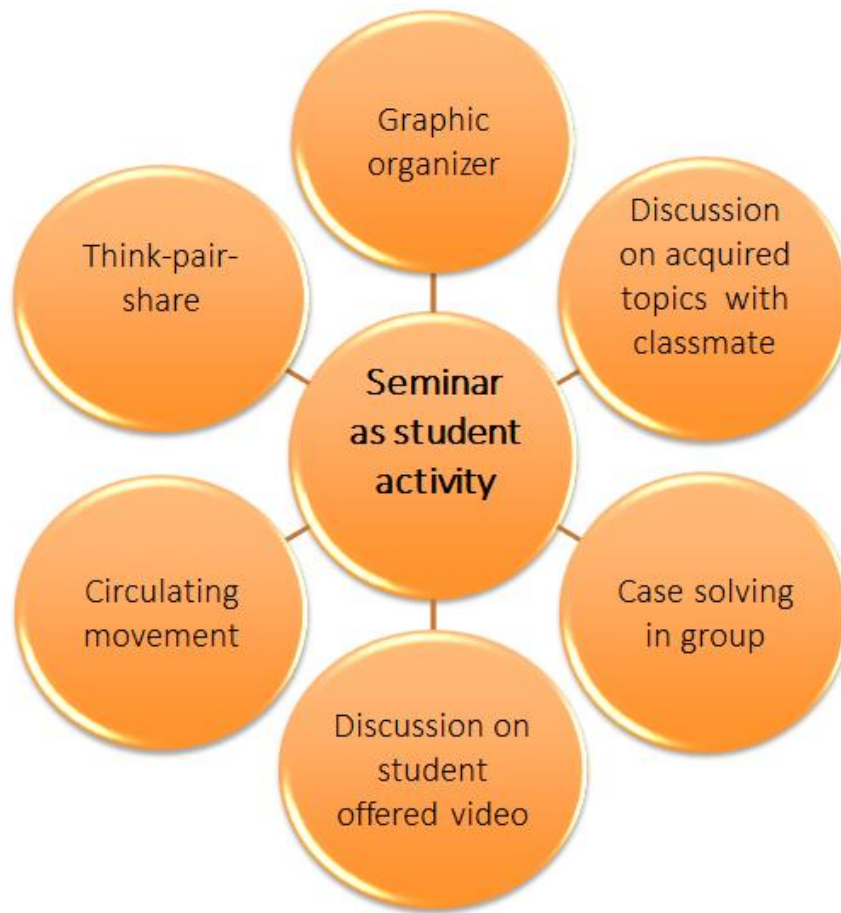 Graphic
organizer
Discussion
on acquired
topics with
classmate
Think-pair-
share
Seminar
as student
activity
Circulating
movement
Case solving
in group
Discussion on
student
offered video